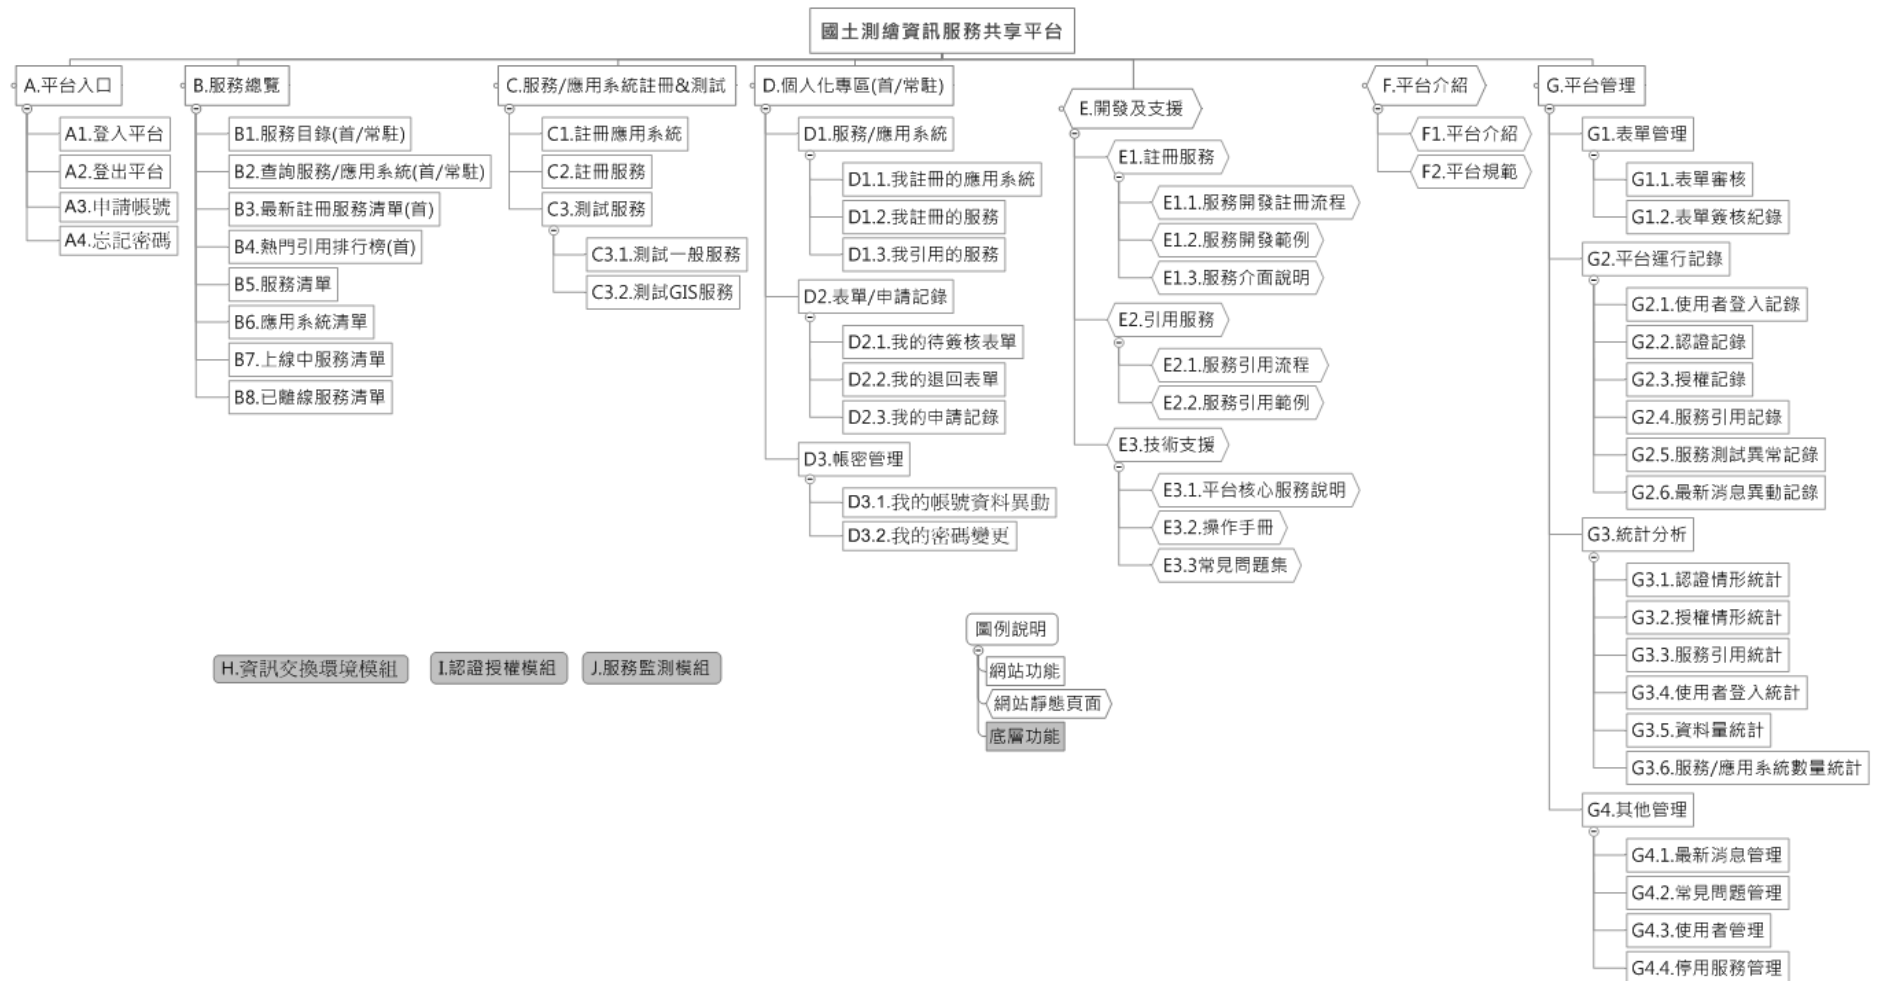 國土測繪資訊服務共享平台
A.平台入口
A1.登入平台
A2.登出平台
A3.申請帳號
A4.忘記密碼
B.服務總覽
B1.服務目錄(首/常駐)
B2.查詢服務/應用系統(首/常駐)
B3.最新註冊服務清單(首)
B4.熱門引用排行榜(首)
B5.服務清單
B6.應用系統清單
B7.上線中服務清單
B8.已離線服務清單
C.服務/應用系統註冊&測試
C1.註冊應用系統
C2.註冊服務
C3.測試服務
C3.1.測試一般服務
C3.2.測試GIS服務
D.個人化專區(首/常駐)
D1.服務/應用系統
D1.1.我註冊的應用系統
D1.2.我註冊的服務
D1.3.我引用的服務
D2.表單/申請記錄
D2.1.我的待簽核表單
D2.2.我的退回表單
D2.3.我的申請記錄
D3.帳密管理
D3.1.我的帳號資料異動
D3.2.我的密碼變更
E.開發及支援
E1.註冊服務
E1.1.服務開發註冊流程
E1.2.服務開發範例
E1.3.服務介面說明
E2.引用服務
E2.1.服務引用流程
E2.2.服務引用範例
E3.技術支援
E3.1.平台核心服務說明
E3.2.操作手冊
E3.3常見問題集
F.平台介紹
F1.平台介紹
F2.平台規範
G.平台管理
G1.表單管理
G1.1.表單審核
G1.2.表單簽核紀錄
G2.平台運行記錄
G2.1.使用者登入記錄
G2.2.認證記錄
G2.3.授權記錄
G2.4.服務引用記錄
G2.5.服務測試異常記錄
G2.6.最新消息異動記錄
G3.統計分析
G3.1.認證情形統計
G3.2.授權情形統計
G3.3.服務引用統計
G3.4.使用者登入統計
G3.5.資料量統計
G3.6.服務/應用系統數量統計
G4.其他管理
G4.1.最新消息管理
G4.2.常見問題管理
G4.3.使用者管理
G4.4.停用服務管理
H.資訊交換環境模組
I.認證授權模組
J.服務監測模組
圖例說明
網站功能
網站靜態頁面
底層功能